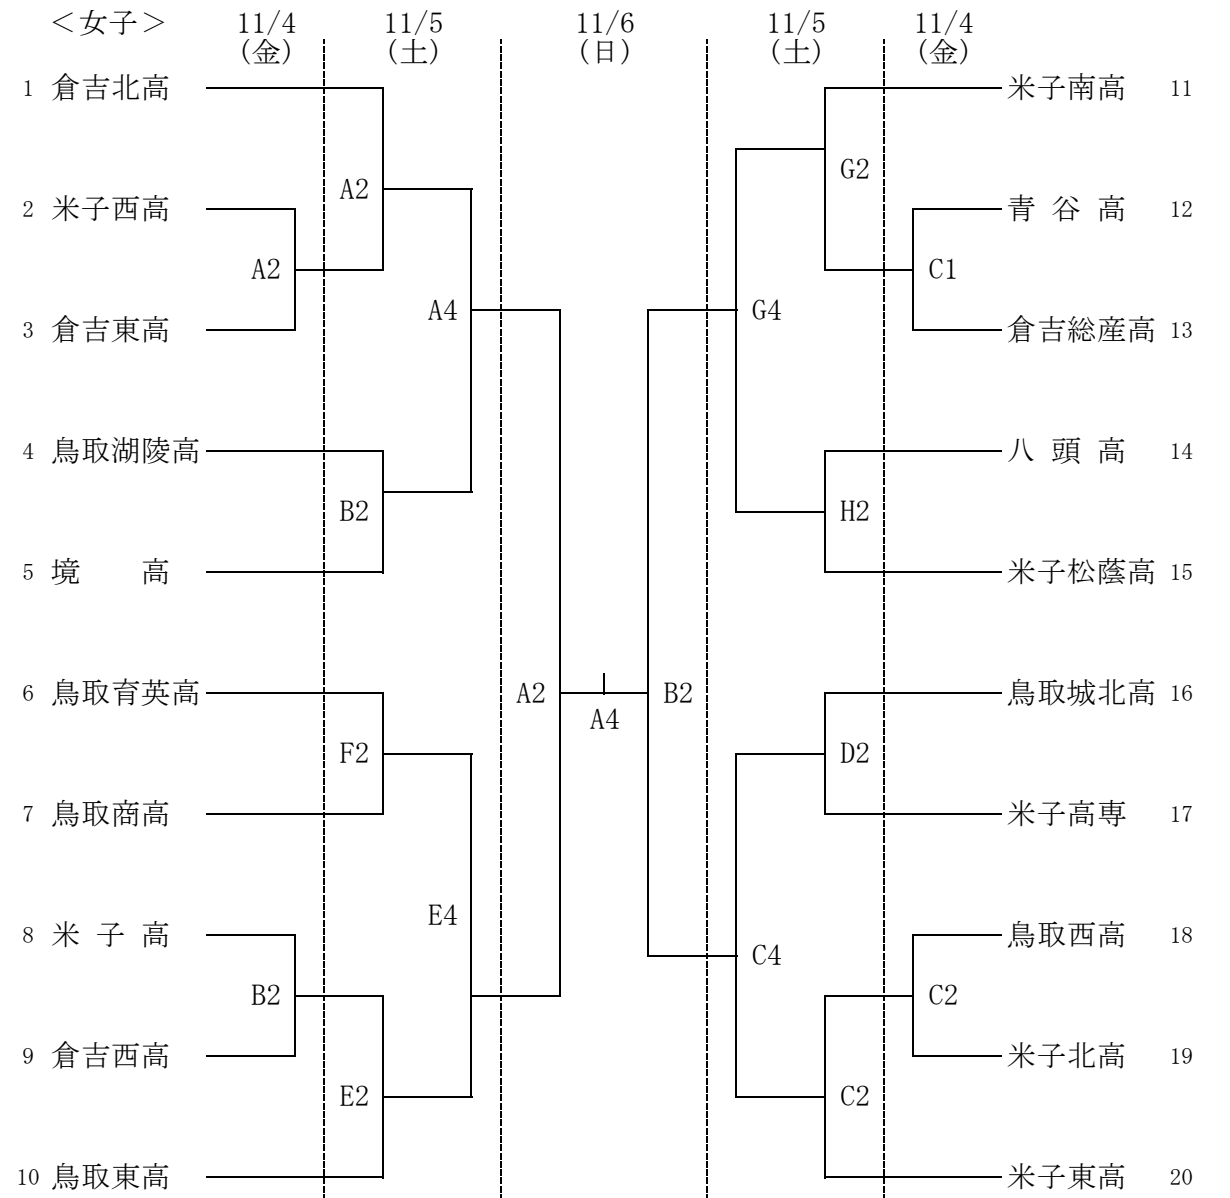 ＜女子＞ 11/4 11/5 11/6 11/5 11/4
(金) (土) (日) (土) (金)
1 倉吉北高 米子南高 11
G2
A2
2 米子西高 青 谷 高 12
A2 C1
A4 G4
3 倉吉東高 倉吉総産高 13
4 鳥取湖陵高 八 頭 高 14
B2 H2
5 境　　高 米子松蔭高 15
6 鳥取育英高 A2 B2 鳥取城北高 16
A4
F2 D2
7 鳥取商高 米子高専 17
E4
8 米 子 高 鳥取西高 18
C4
B2 C2
9 倉吉西高 米子北高 19
E2 C2
10 鳥取東高 米子東高 20